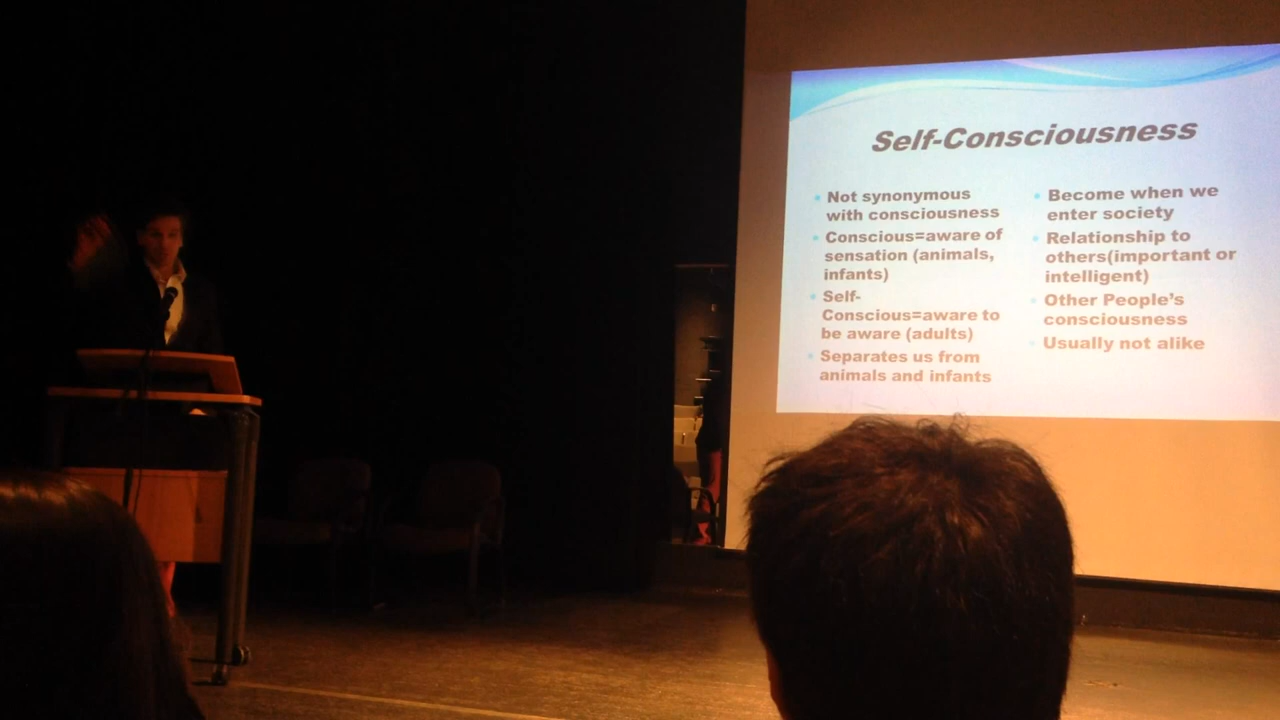 Self-Consciousness
Not synonymous
with consciousness
Conscious=aware of
sensation (animals,
infants)
Self-
Conscious=aware to
be aware (adults)
Separates us from
animals and infants
Become when we
enter society
Relationship to
others(important or
intelligent)
Other People's
consciousness
Usually not alike